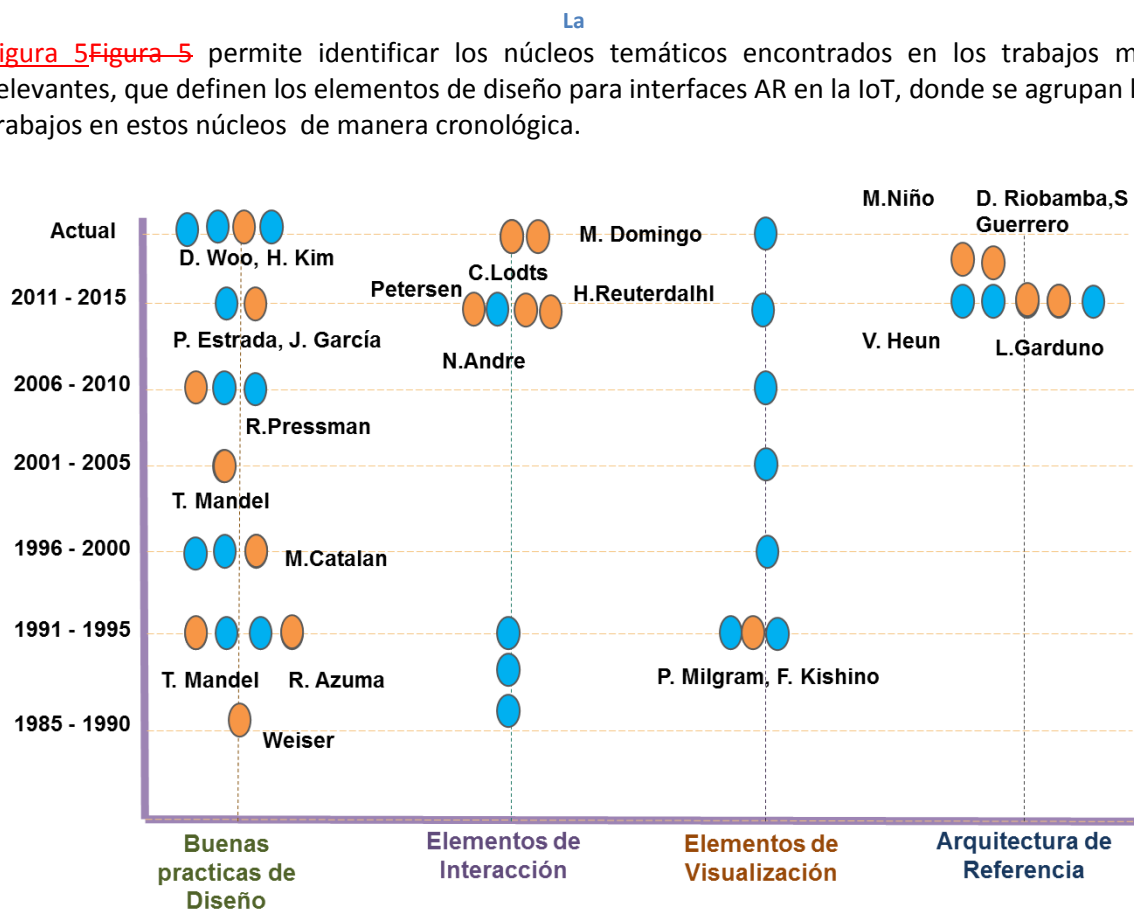 La
igura 5Figura 5 permite identificar los núcleos temáticos encontrados en los trabajos m
elevantes, que definen los elementos de diseño para interfaces AR en la IoT, donde se agrupan l
rabajos en estos núcleos de manera cronológica.
M.Niño D. Riobamba,S
Guerrero
Actual
D. Woo, H. Kim
M. Domingo
C.Lodts
2011 - 2015
Petersen
H.Reuterdalhl
P. Estrada, J. García
N.Andre
V. Heun
L.Garduno
2006 - 2010
R.Pressman
2001 - 2005
T. Mandel
1996 - 2000
M.Catalan
1991 - 1995
T. Mandel R. Azuma
P. Milgram, F. Kishino
1985 - 1990
Weiser
Buenas
practicas de
Diseño
Elementos de
Interacción
Elementos de
Visualización
Arquitectura de
Referencia